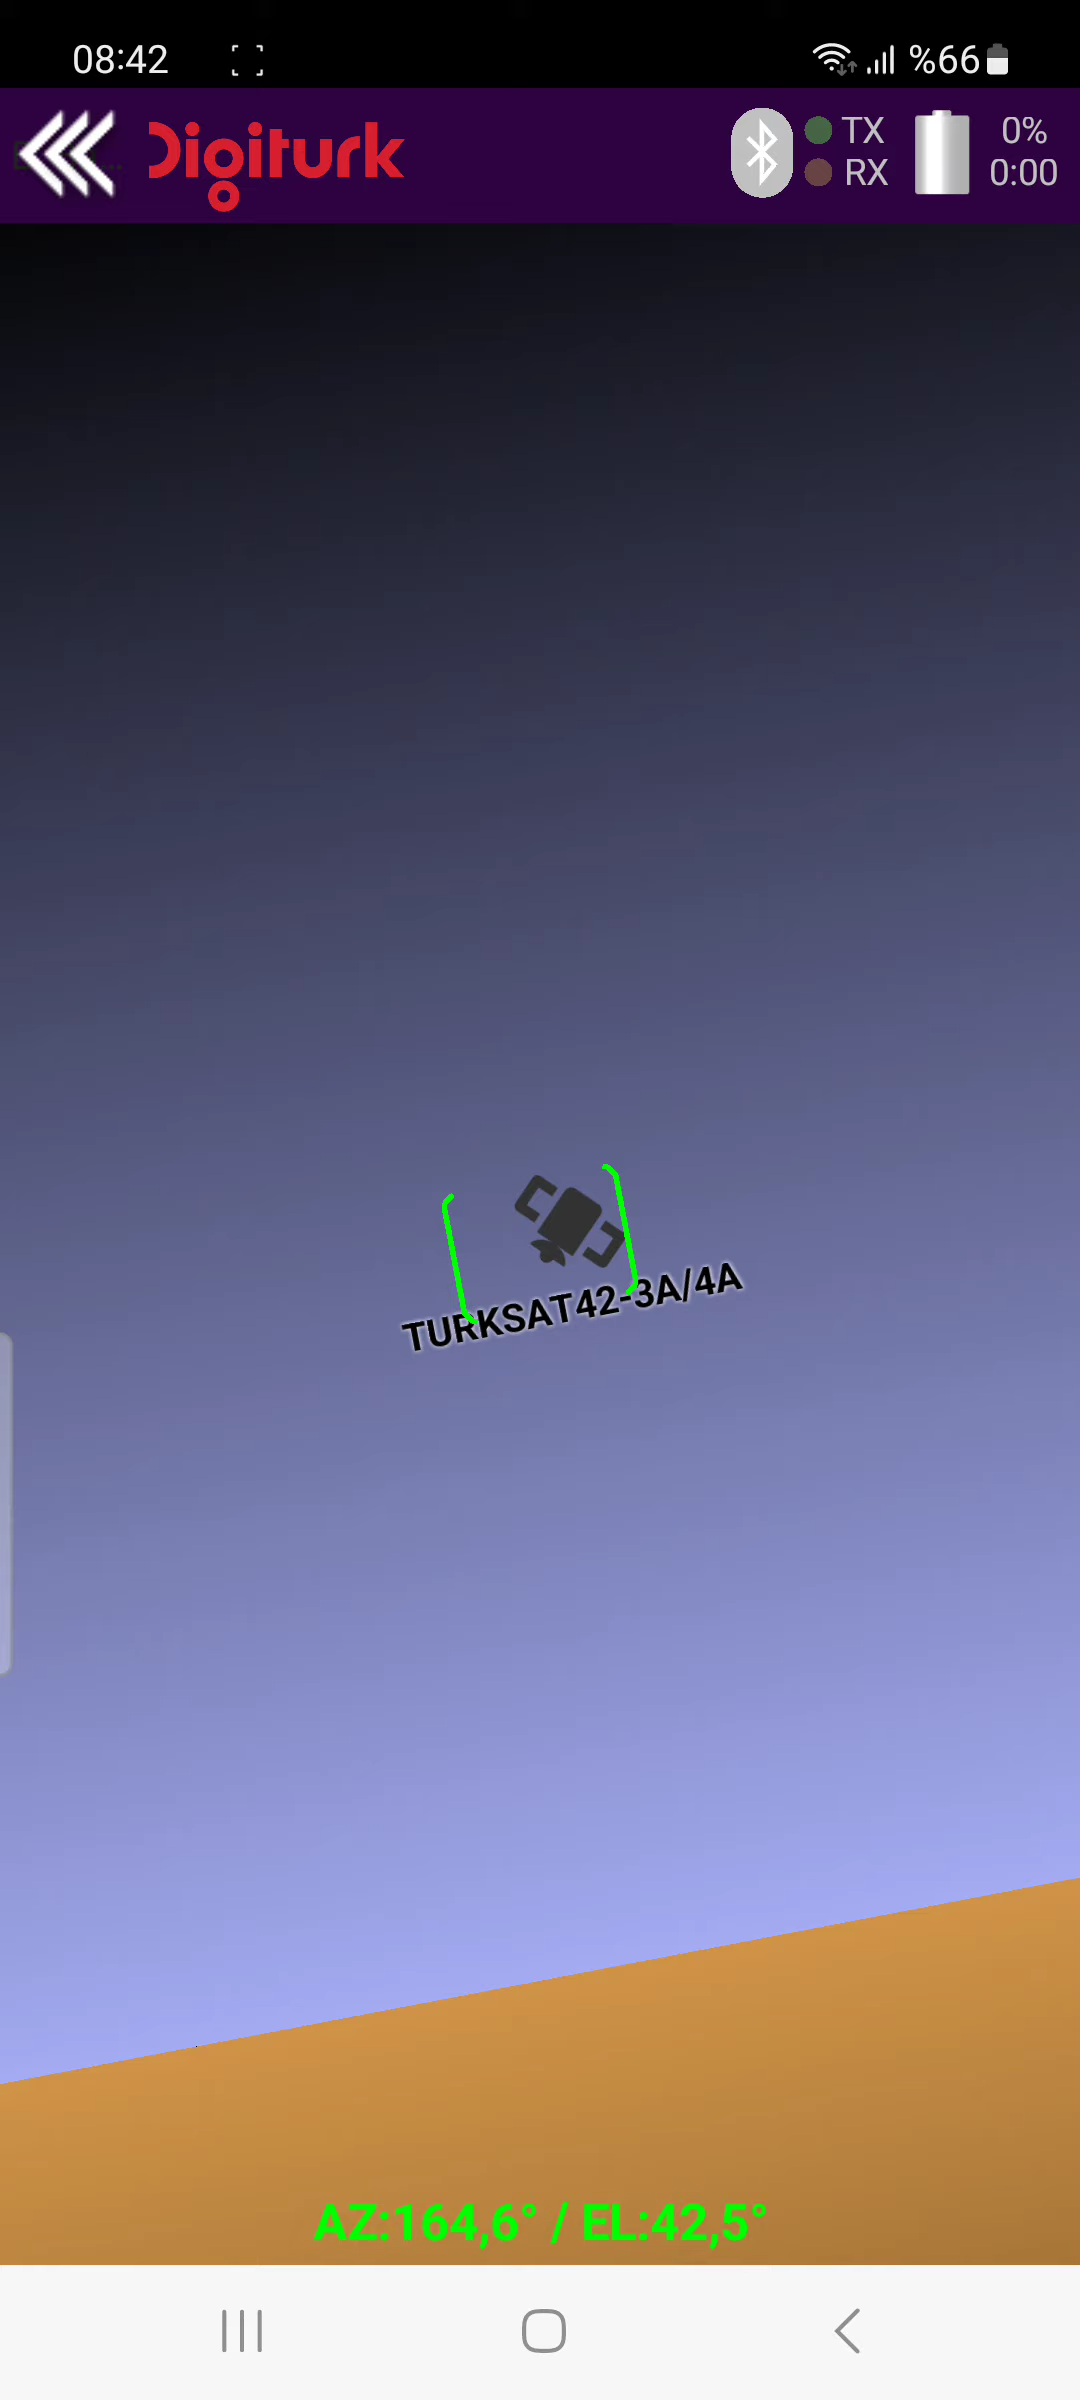 08:42 %66
Digiturk
TX 0%
RX 0:00
TURKSAT42-3A/4A
AZ:164,6° / EL:42,5°